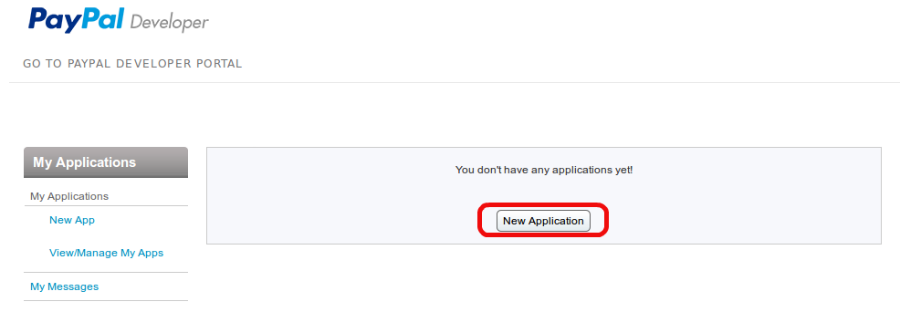 PayPal Developer
GO TO PAYPAL DEVELOPER PORTAL
My Applications
My Applications
New App
View/Manage My Apps
My Messages
You don't have any applications yet!
New Application